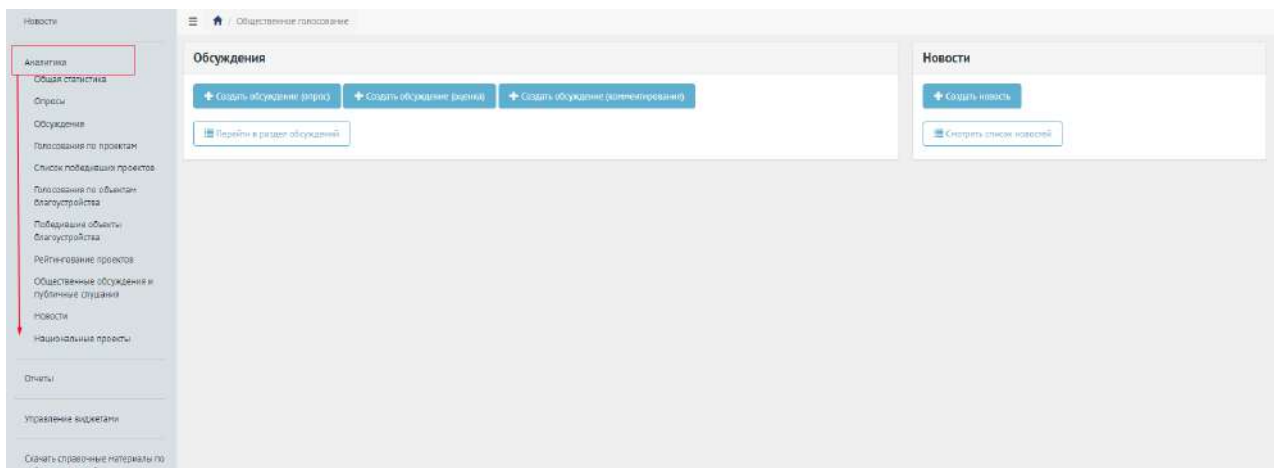 Новости
Аналитика
Общая статистика
Опросы
Обсуждения
Голосования по проектам
Список победивших проектов
Голосования по объектам
благоустройства
Победившие объекты
благоустройства
Рейтингование проектов
Общественные обсуждения и
публичные слушания
Новости
Национальные проекты
Отчеты
Управление виджетами
Скачать справочные материалы по
/ Общественное голосование
Обсуждения
Создать обсуждение (опрос)
Создать обсуждение (оценка)
Создать обсуждение (комментирование)
Перейти в раздел обсуждений
Новости
Создать новость
Смотреть список новостей